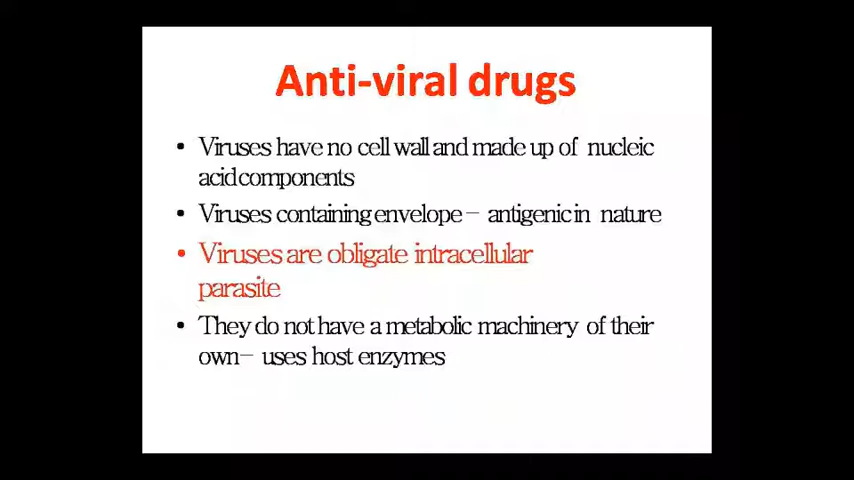 Anti-viral drugs
• Viruses have no cell wall and made up of nucleic
acid components
• Viruses containing envelope – antigenic in nature
• Viruses are obligate intracellular
parasite
• They do not have a metabolic machinery of their
own – uses host enzymes